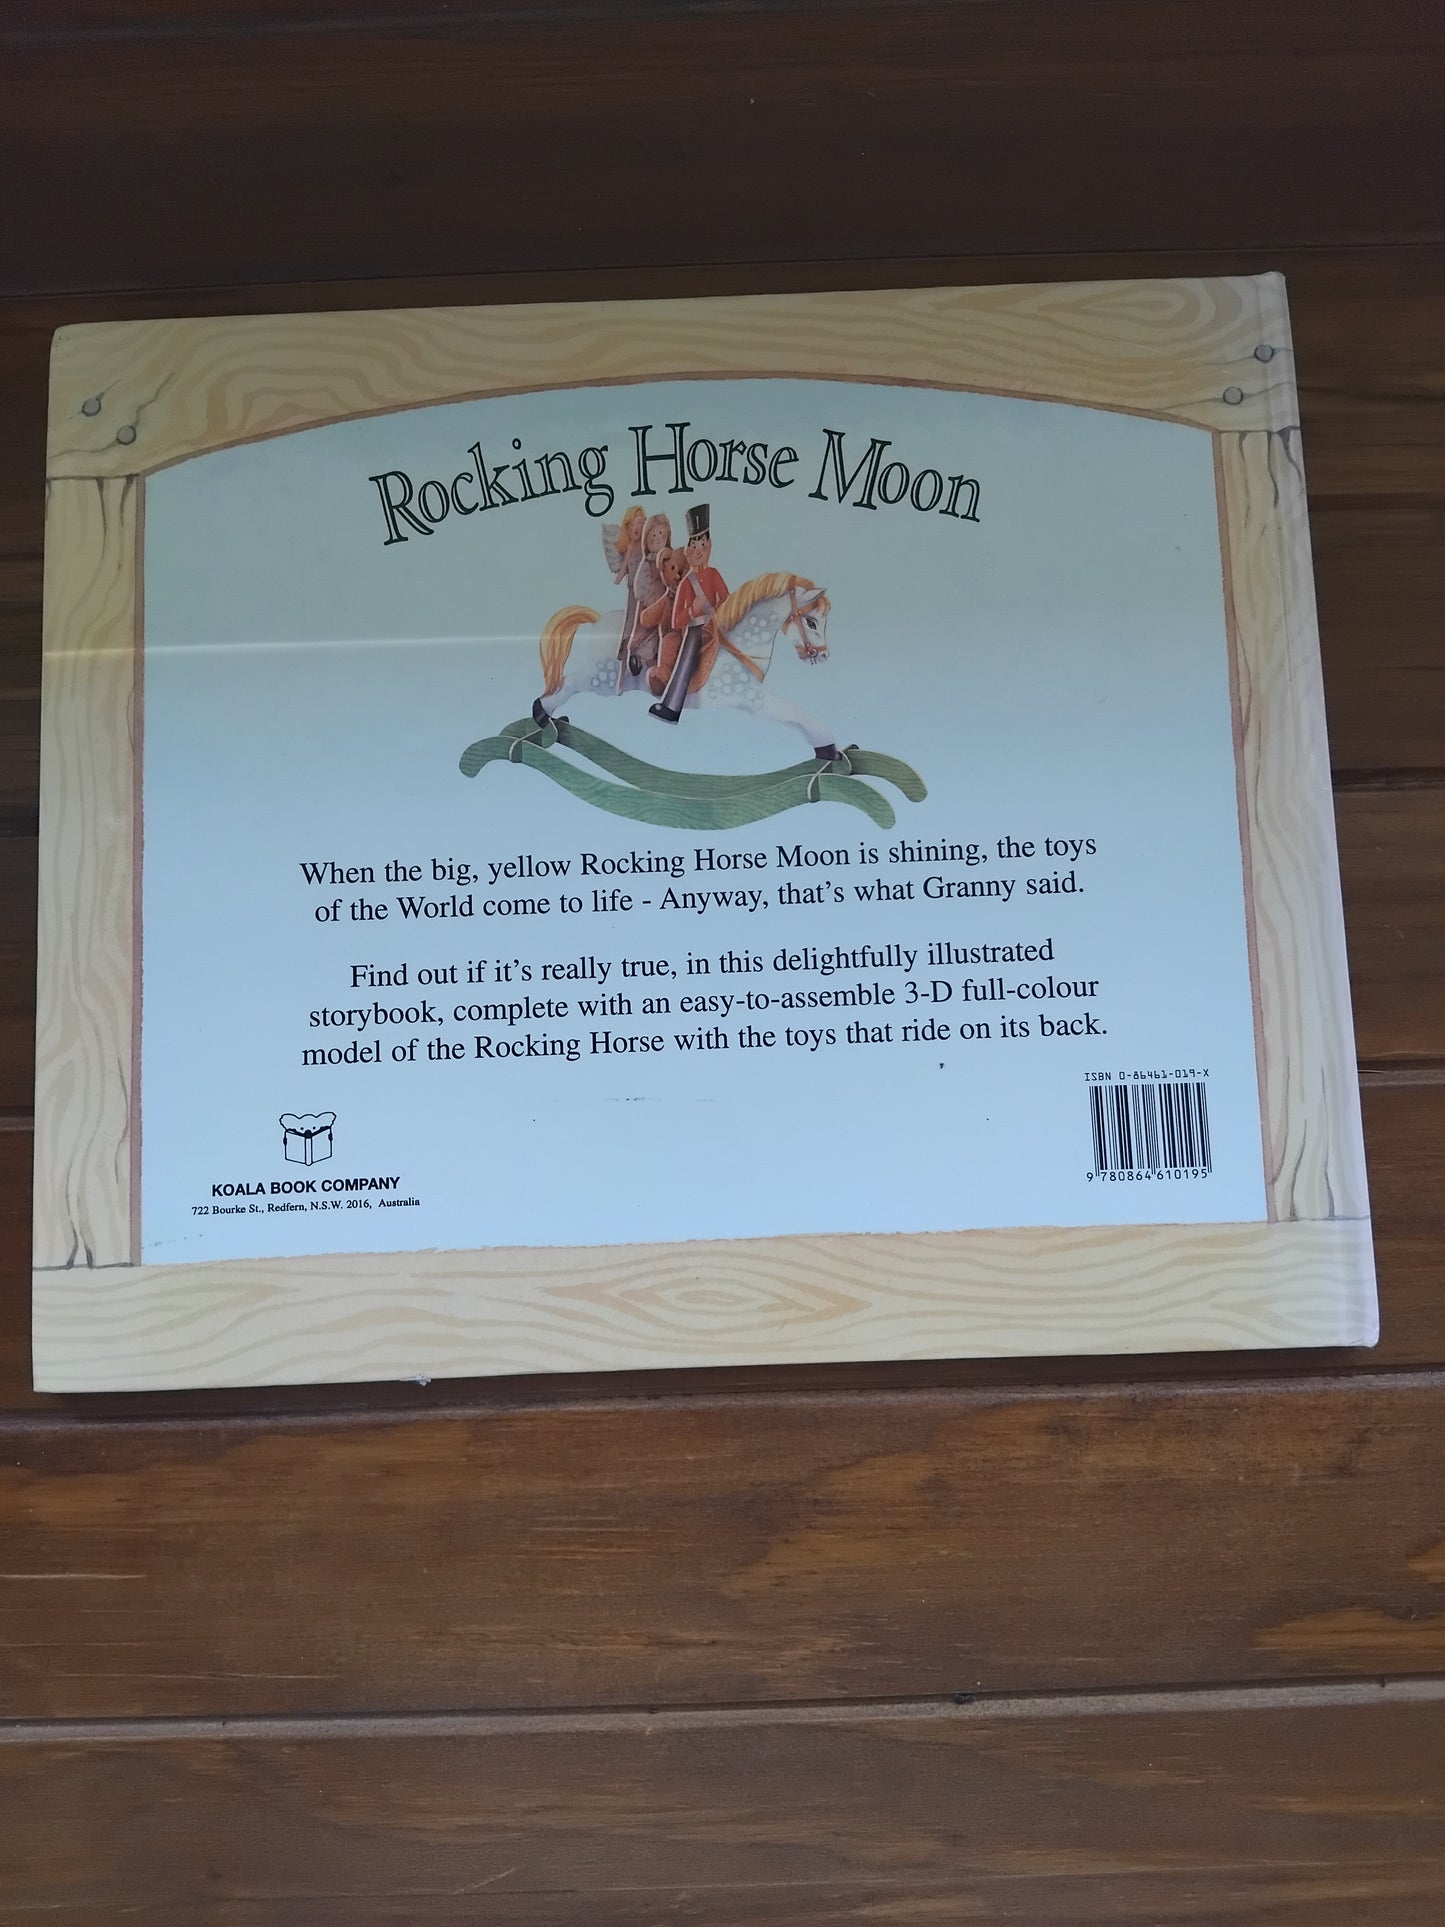 Rocking Horse Moon
When the big, yellow Rocking Horse Moon is shining, the toys
of the World come to life - Anyway, that's what Granny said.
Find out if it's really true, in this delightfully illustrated
storybook, complete with an easy-to-assemble 3-D full-colour
model of the Rocking Horse with the toys that ride on its back.
ISBN 0-86461-019-X
9 780864 610195
KOALA BOOK COMPANY
722 Bourke St., Redfern, N.S.W. 2016, Australia